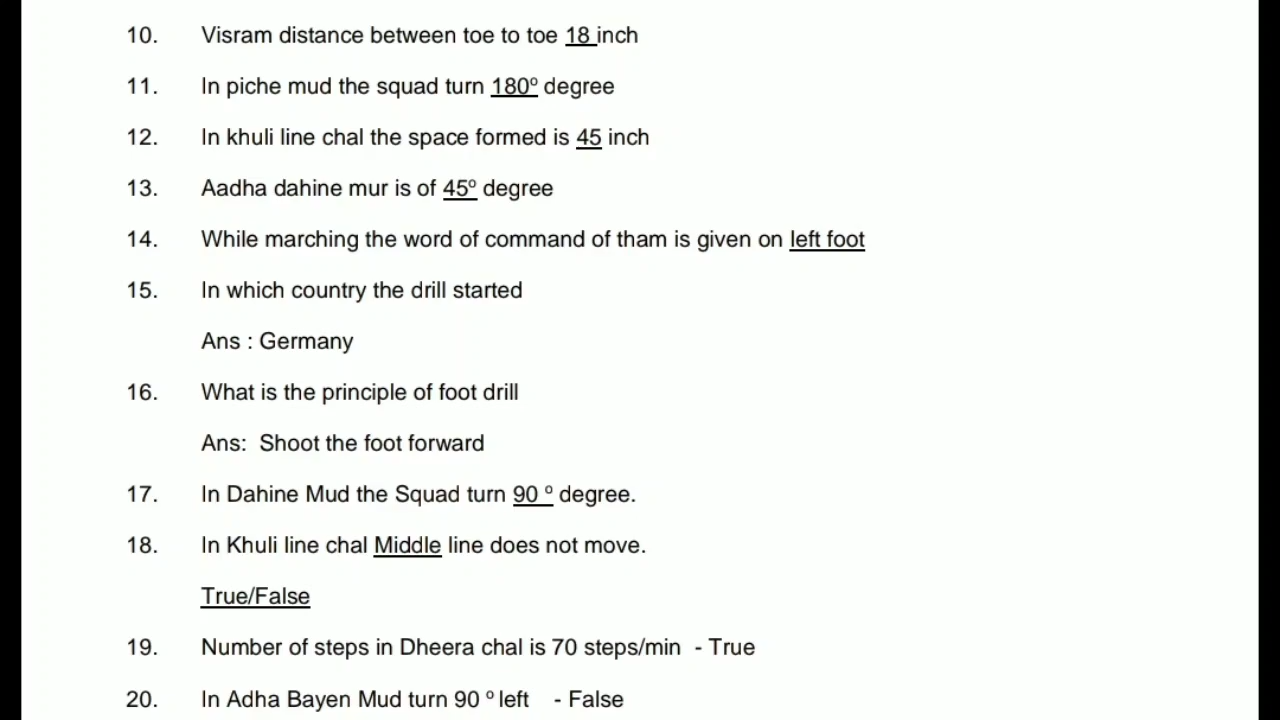 10. Visram distance between toe to toe 18 inch
11. In piche mud the squad turn 180º degree
12. In khuli line chal the space formed is 45 inch
13. Aadha dahine mur is of 45º degree
14. While marching the word of command of tham is given on left foot
15. In which country the drill started
Ans : Germany
16. What is the principle of foot drill
Ans: Shoot the foot forward
17. In Dahine Mud the Squad turn 90 º degree.
18. In Khuli line chal Middle line does not move.
True/False
19. Number of steps in Dheera chal is 70 steps/min - True
20. In Adha Bayen Mud turn 90 º left - False